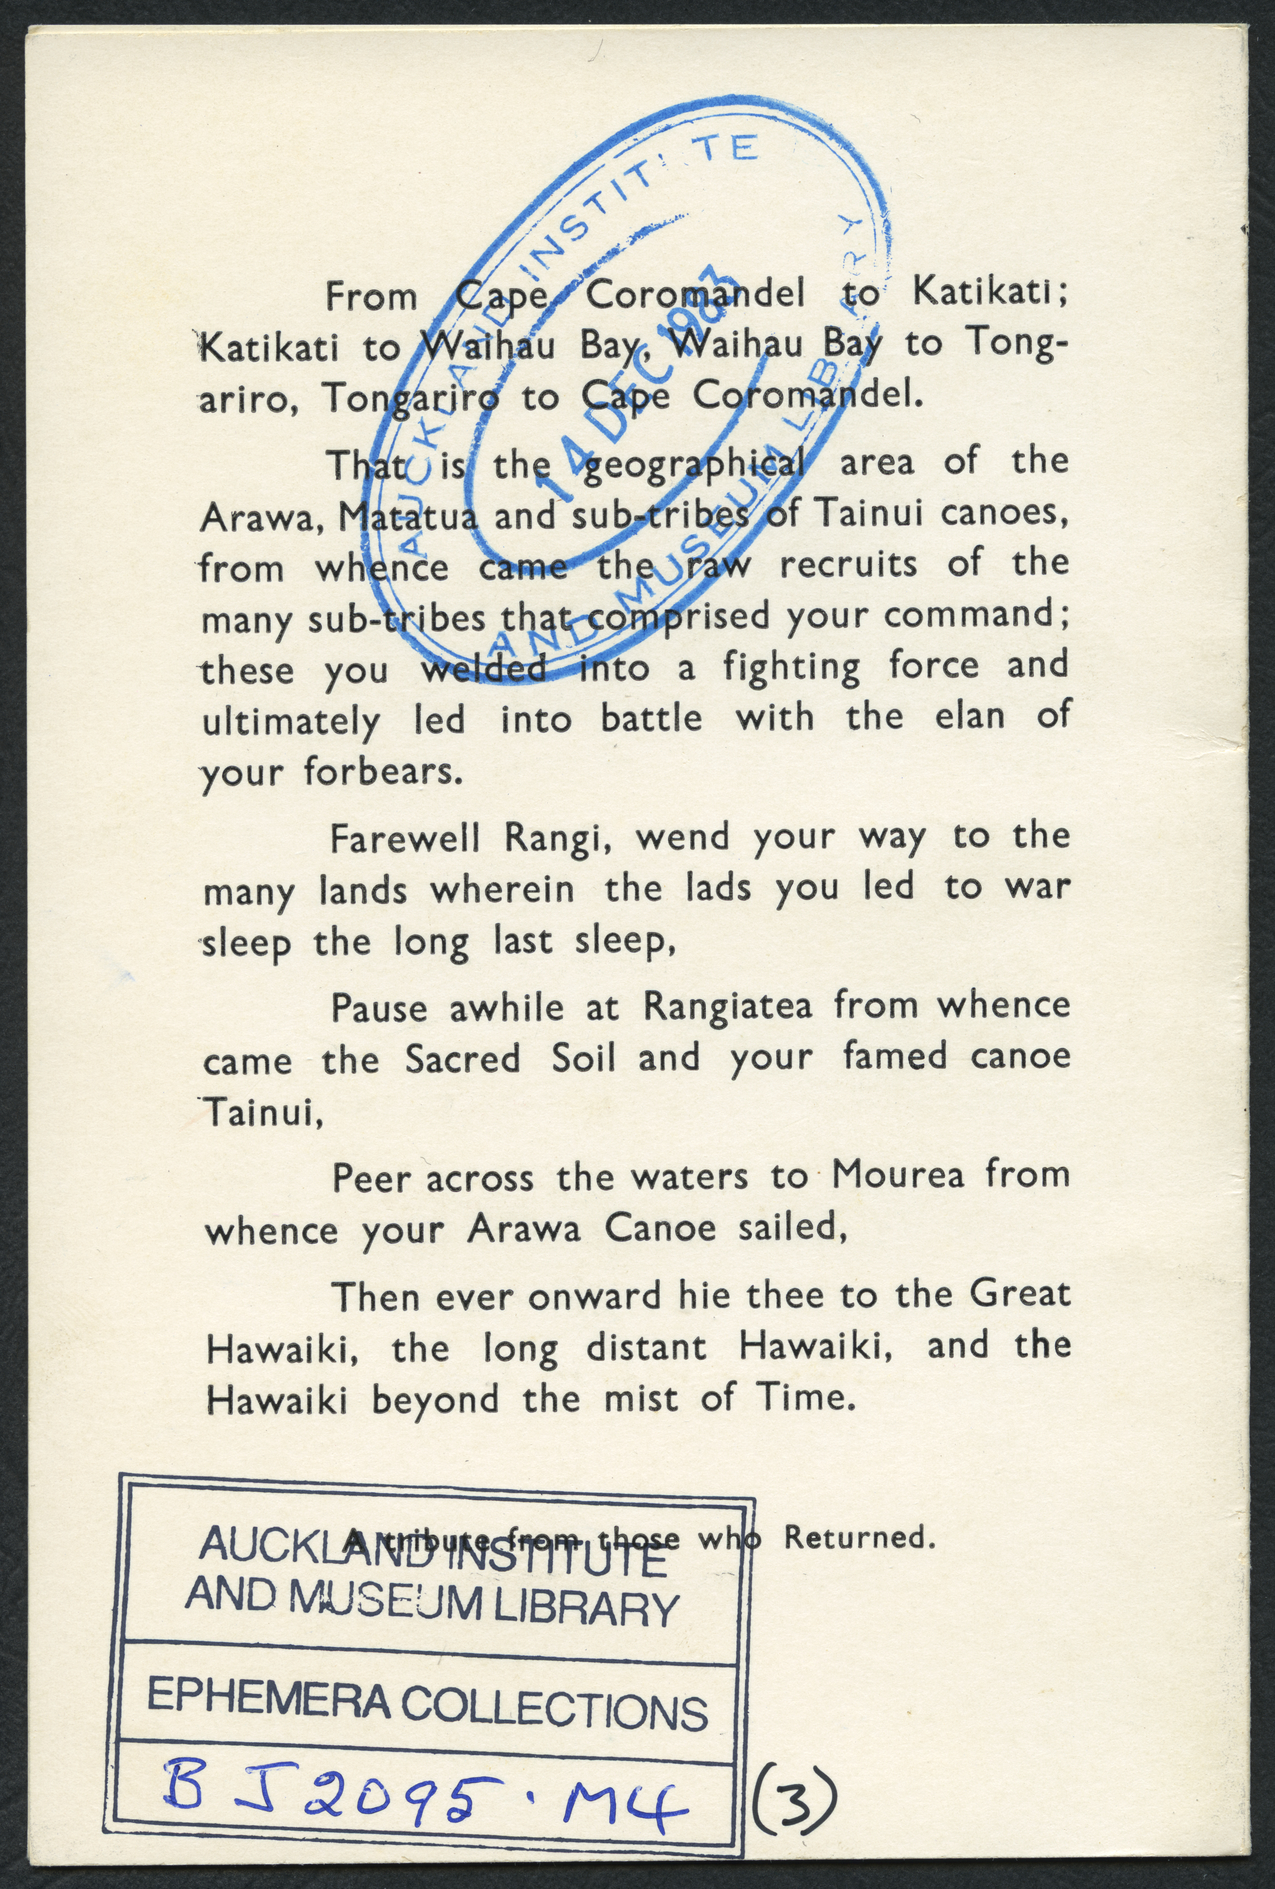 AUCKLAND INSTITUTE
AND MUSEUM LIBRARY
14 DEC 1983
From Cape Coromandel to Katikati;
Katikati to Waihau Bay, Waihau Bay to Tong-
ariro, Tongariro to Cape Coromandel.
That is the geographical area of the
Arawa, Matatua and sub-tribes of Tainui canoes,
from whence came the raw recruits of the
many sub-tribes that comprised your command;
these you welded into a fighting force and
ultimately led into battle with the elan of
your forbears.
Farewell Rangi, wend your way to the
many lands wherein the lads you led to war
sleep the long last sleep,
Pause awhile at Rangiatea from whence
came the Sacred Soil and your famed canoe
Tainui,
Peer across the waters to Mourea from
whence your Arawa Canoe sailed,
Then ever onward hie thee to the Great
Hawaiki, the long distant Hawaiki, and the
Hawaiki beyond the mist of Time.
A tribute from those who Returned.
AUCKLAND INSTITUTE
AND MUSEUM LIBRARY
EPHEMERA COLLECTIONS
BJ2095.M4 (3)